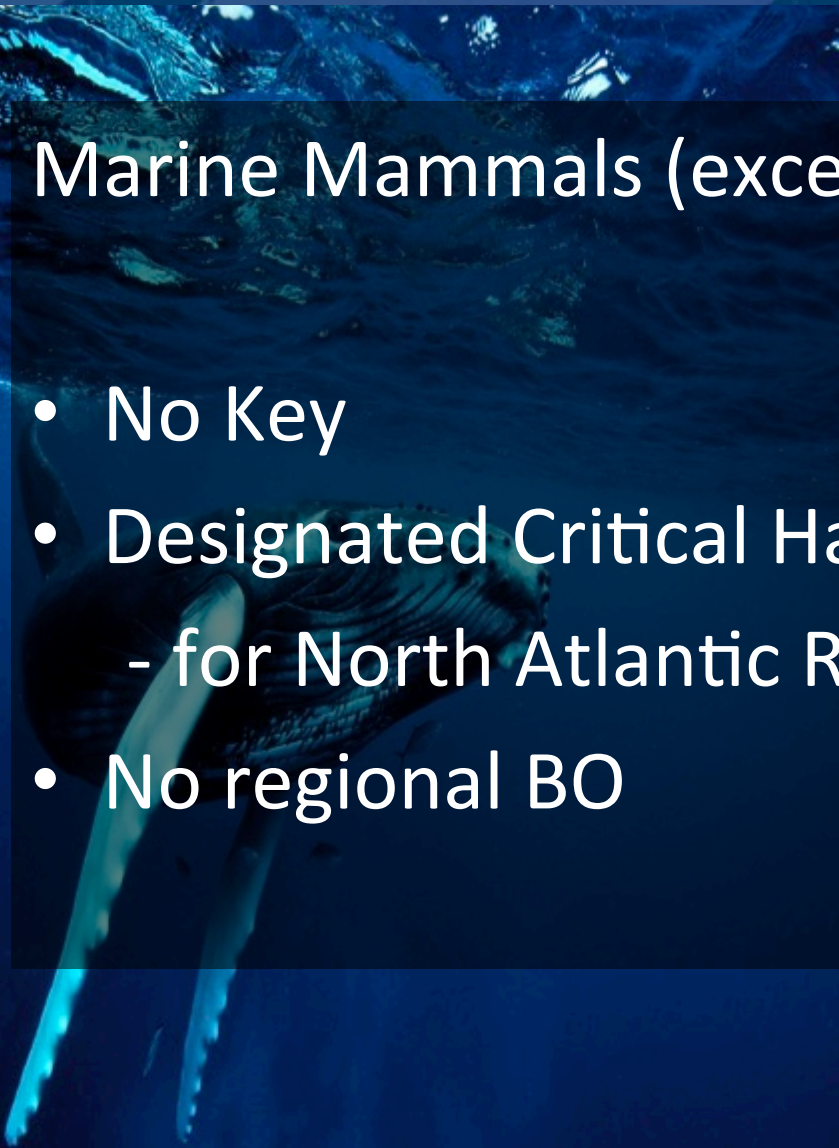 Marine Mammals (exce
• No Key
• Designated Critical Ha
- for North Atlantic R
• No regional BO